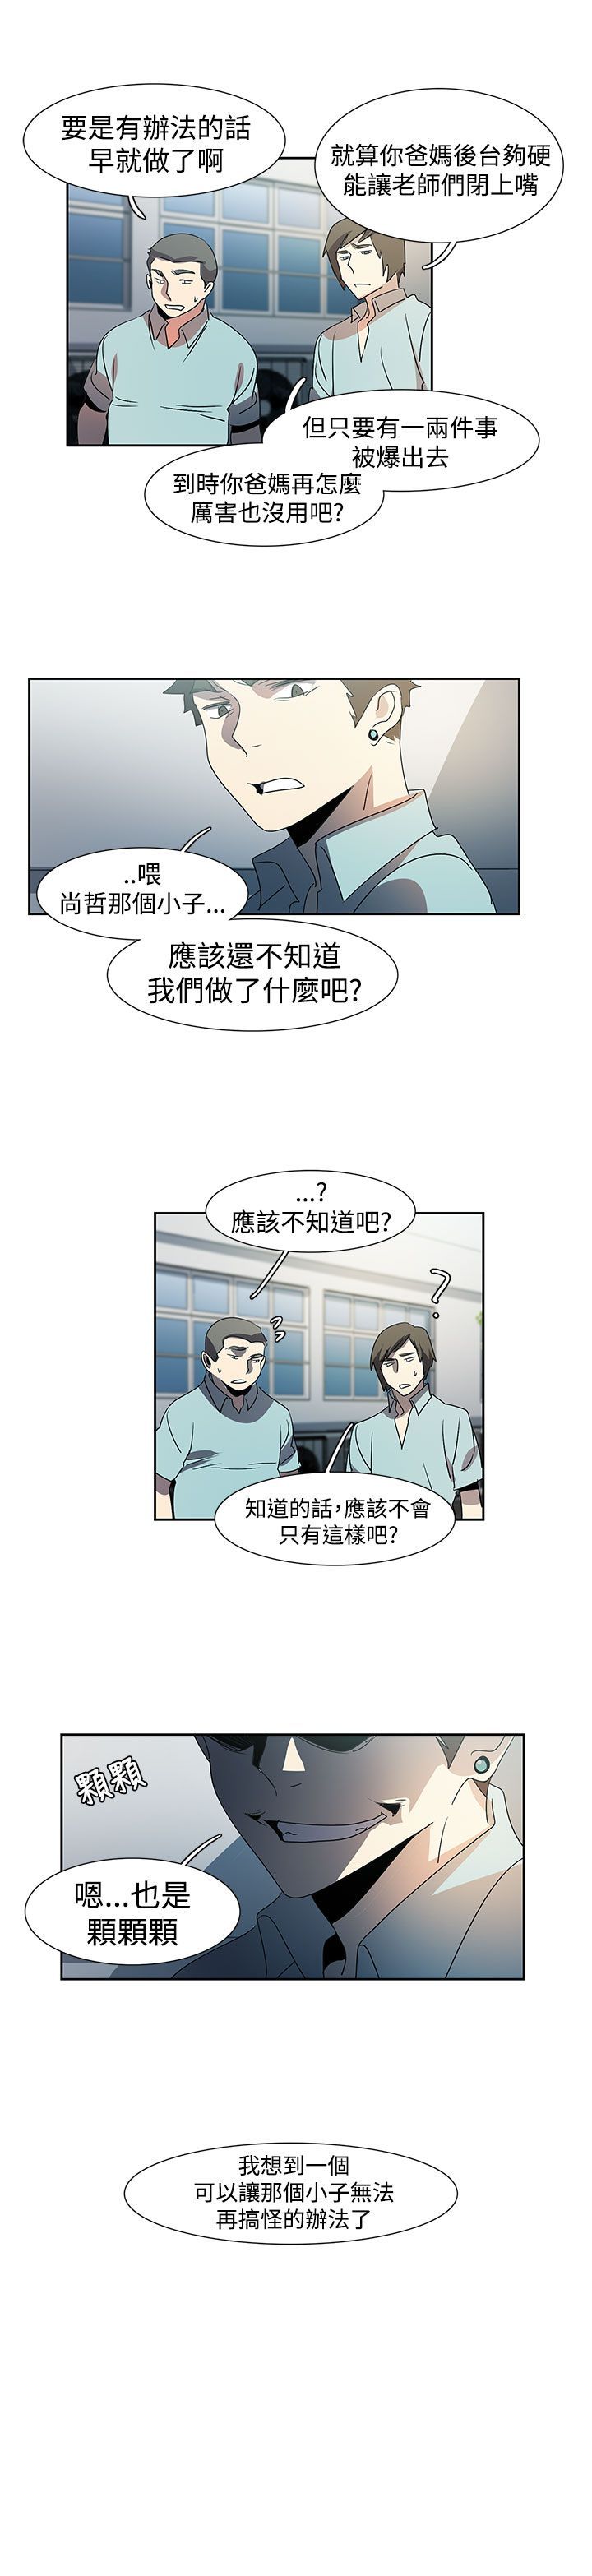 要是有辦法的話
早就做了啊
就算你爸媽後台夠硬
能讓老師們閉上嘴
但只要有一兩件事
被爆出去
到時你爸媽再怎麼
厲害也沒用吧?
..喂
尚哲那個小子...
應該還不知道
我們做了什麼吧?
...?
應該不知道吧?
?
知道的話，應該不會
只有這樣吧?
顆顆
嗯...也是
顆顆顆
我想到一個
可以讓那個小子無法
再搞怪的辦法了